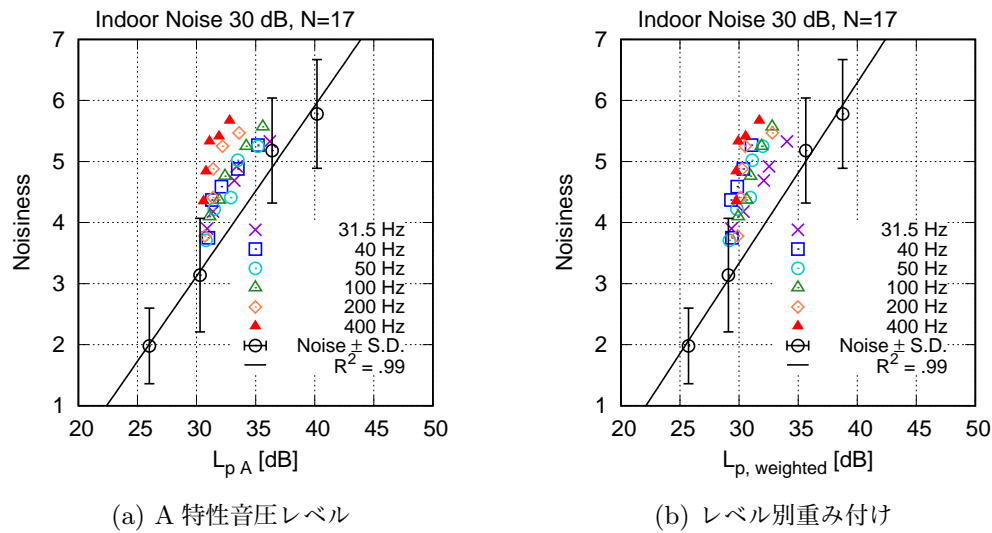 Indoor Noise 30 dB, N=17
7
6
5
4
3
2
1
Noisiness
31.5 Hz
40 Hz
50 Hz
100 Hz
200 Hz
400 Hz
Noise ± S.D.
R² = .99
20 25 30 35 40 45 50
L_{p A} [dB]
(a) A 特性音圧レベル
Indoor Noise 30 dB, N=17
7
6
5
4
3
2
1
Noisiness
31.5 Hz
40 Hz
50 Hz
100 Hz
200 Hz
400 Hz
Noise ± S.D.
R² = .99
20 25 30 35 40 45 50
L_{p, weighted} [dB]
(b) レベル別重み付け